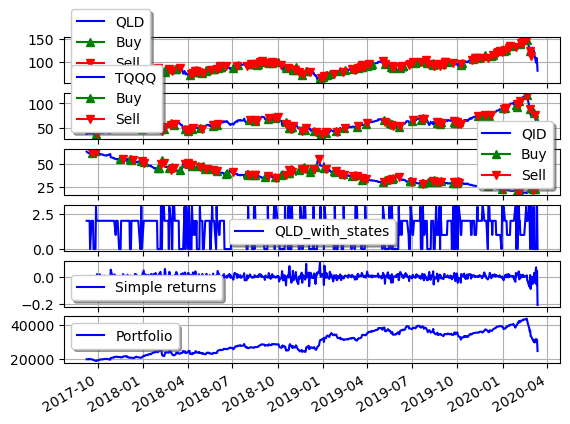 QLD
Buy
Sell
150
100
TQQQ
Buy
Sell
100
50
QID
Buy
Sell
50
25
2.5
0.0
QLD_with_states
0.0
−0.2
Simple returns
40000
20000
Portfolio
2017-10 2018-01 2018-04 2018-07 2018-10 2019-01 2019-04 2019-07 2019-10 2020-01 2020-04